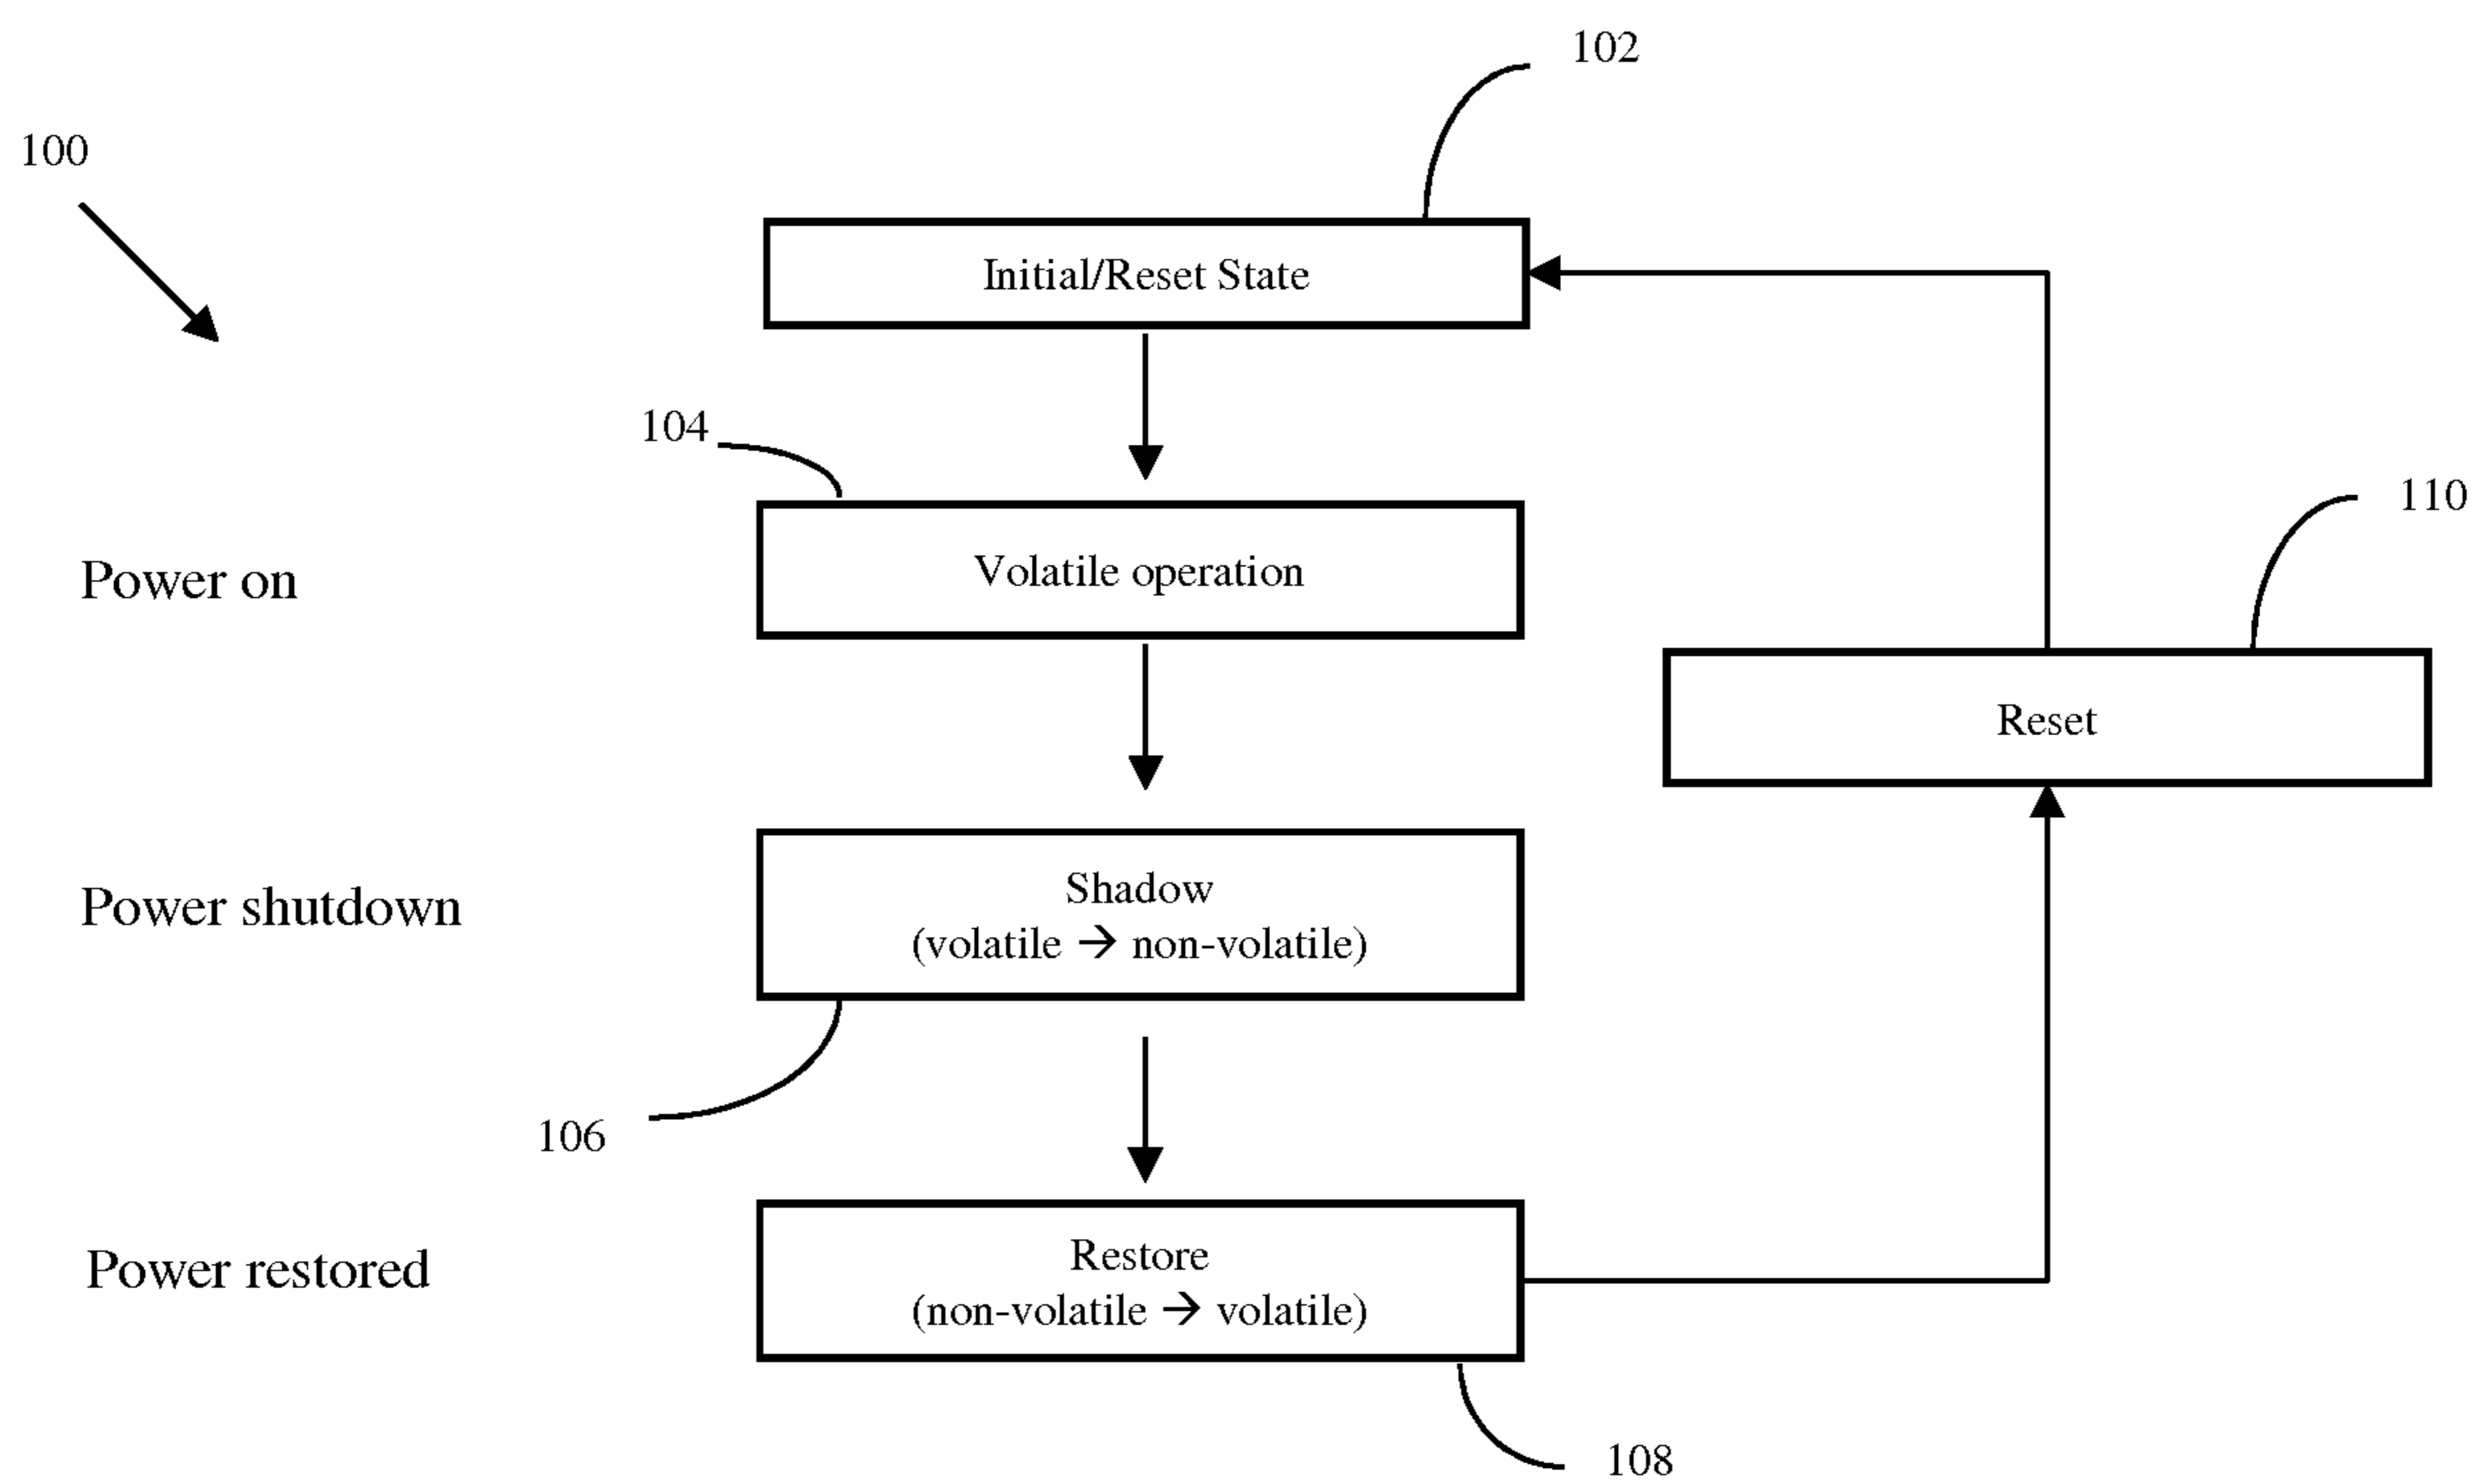 102
100
Initial/Reset State
104
110
Power on
Volatile operation
Reset
Power shutdown
Shadow
(volatile → non-volatile)
106
Power restored
Restore
(non-volatile → volatile)
108